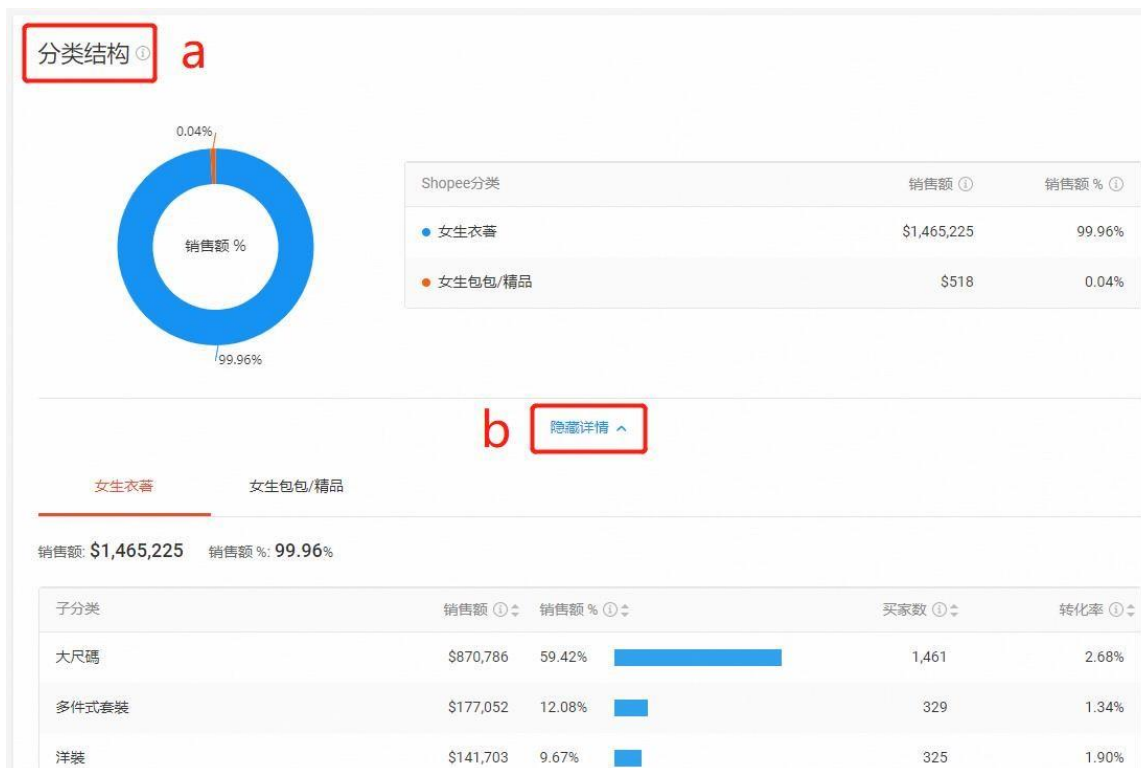 分类结构
a
0.04%
销售额 %
99.96%
Shopee分类 销售额 销售额 %
女生衣著 $1,465,225 99.96%
女生包包/精品 $518 0.04%
b
隐藏详情
女生衣著 女生包包/精品
销售额: $1,465,225 销售额 %: 99.96%
子分类 销售额 销售额 % 买家数 转化率
大尺碼 $870,786 59.42% 1,461 2.68%
多件式套裝 $177,052 12.08% 329 1.34%
洋裝 $141,703 9.67% 325 1.90%